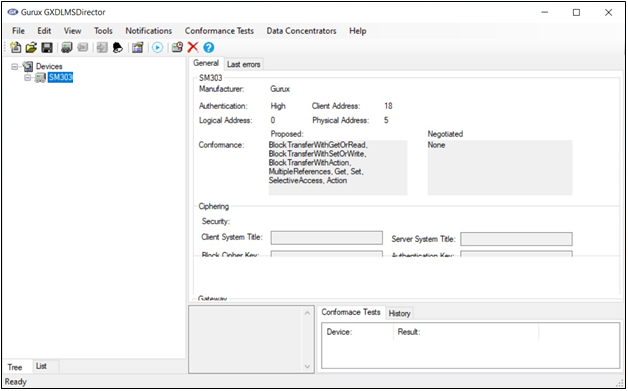 Gurux GXDLMSDirector
File Edit View Tools Notifications Conformance Tests Data Concentrators Help
Devices
SM303
General Last errors
SM303
Manufacturer: Gurux
Authentication: High Client Address: 18
Logical Address: 0 Physical Address: 5
Proposed: Negotiated
Conformance: BlockTransferWithGetOrRead, None
BlockTransferWithSetOrWrite,
BlockTransferWithAction,
MultipleReferences, Get, Set,
SelectiveAccess, Action
Ciphering
Security:
Client System Title: Server System Title:
Block Cipher Key: Authentication Key:
Gateway
Conformace Tests History
Device: Result:
Tree List
Ready